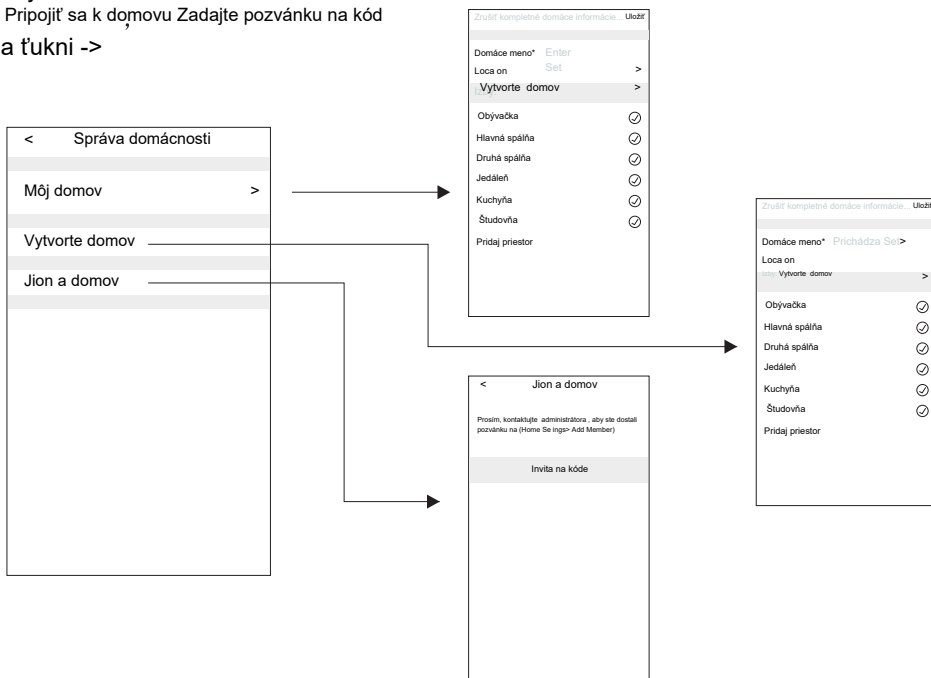 Pripojiť sa k domovu Zadajte pozvánku na kód
,
a ťukni ->
< Správa domácnosti
Môj domov >
Vytvorte domov
Jion a domov
Zrušiť kompletné domáce informácie... Uložiť
Domáce meno* Enter
Loca on Set >
Vytvorte domov >
Obývačka
Hlavná spálňa
Druhá spálňa
Jedáleň
Kuchyňa
Študovňa
Pridaj priestor
< Jion a domov
Prosím, kontaktujte administrátora , aby ste dostali
pozvánku na (Home Se ings> Add Member)
Invita na kóde
Zrušiť kompletné domáce informácie... Uložiť
Domáce meno* Prichádza Set>
Loca on
Izby Vytvorte domov >
Obývačka
Hlavná spálňa
Druhá spálňa
Jedáleň
Kuchyňa
Študovňa
Pridaj priestor